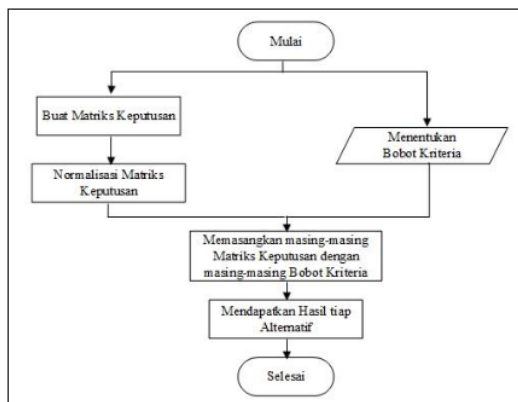 Mulai
Buat Matriks Keputusan
Menentukan
Bobot Kriteria
Normalisasi Matriks
Keputusan
Memasangkan masing-masing
Matriks Keputusan dengan
masing-masing Bobot Kriteria
Mendapatkan Hasil tiap
Alternatif
Selesai